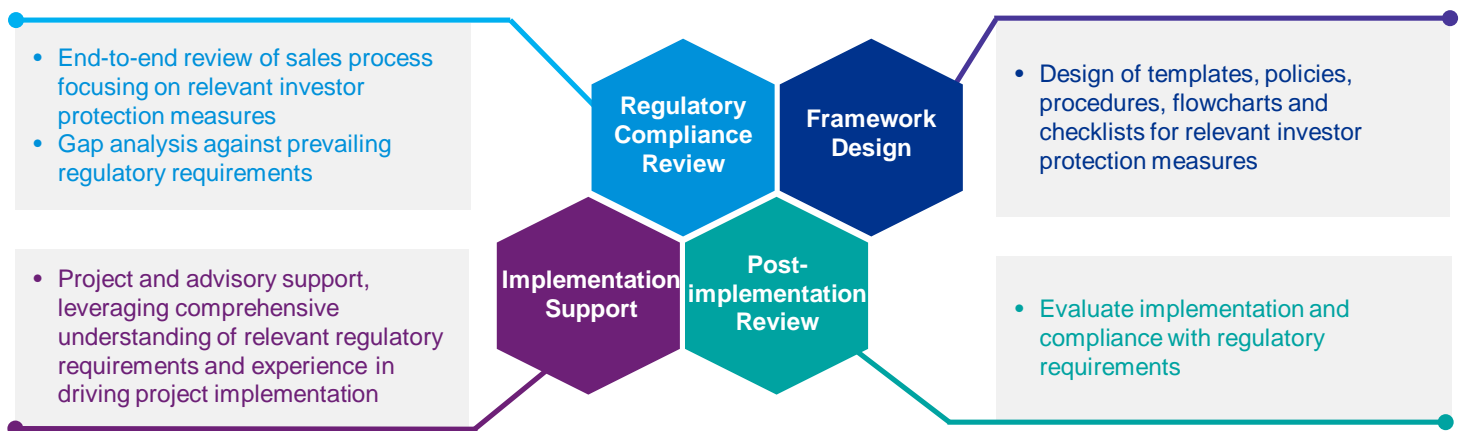 • End-to-end review of sales process
focusing on relevant investor
protection measures
• Gap analysis against prevailing
regulatory requirements
Regulatory
Compliance
Review
Framework
Design
• Design of templates, policies,
procedures, flowcharts and
checklists for relevant investor
protection measures
• Project and advisory support,
leveraging comprehensive
understanding of relevant regulatory
requirements and experience in
driving project implementation
Implementation
Support
Post-
implementation
Review
• Evaluate implementation and
compliance with regulatory
requirements